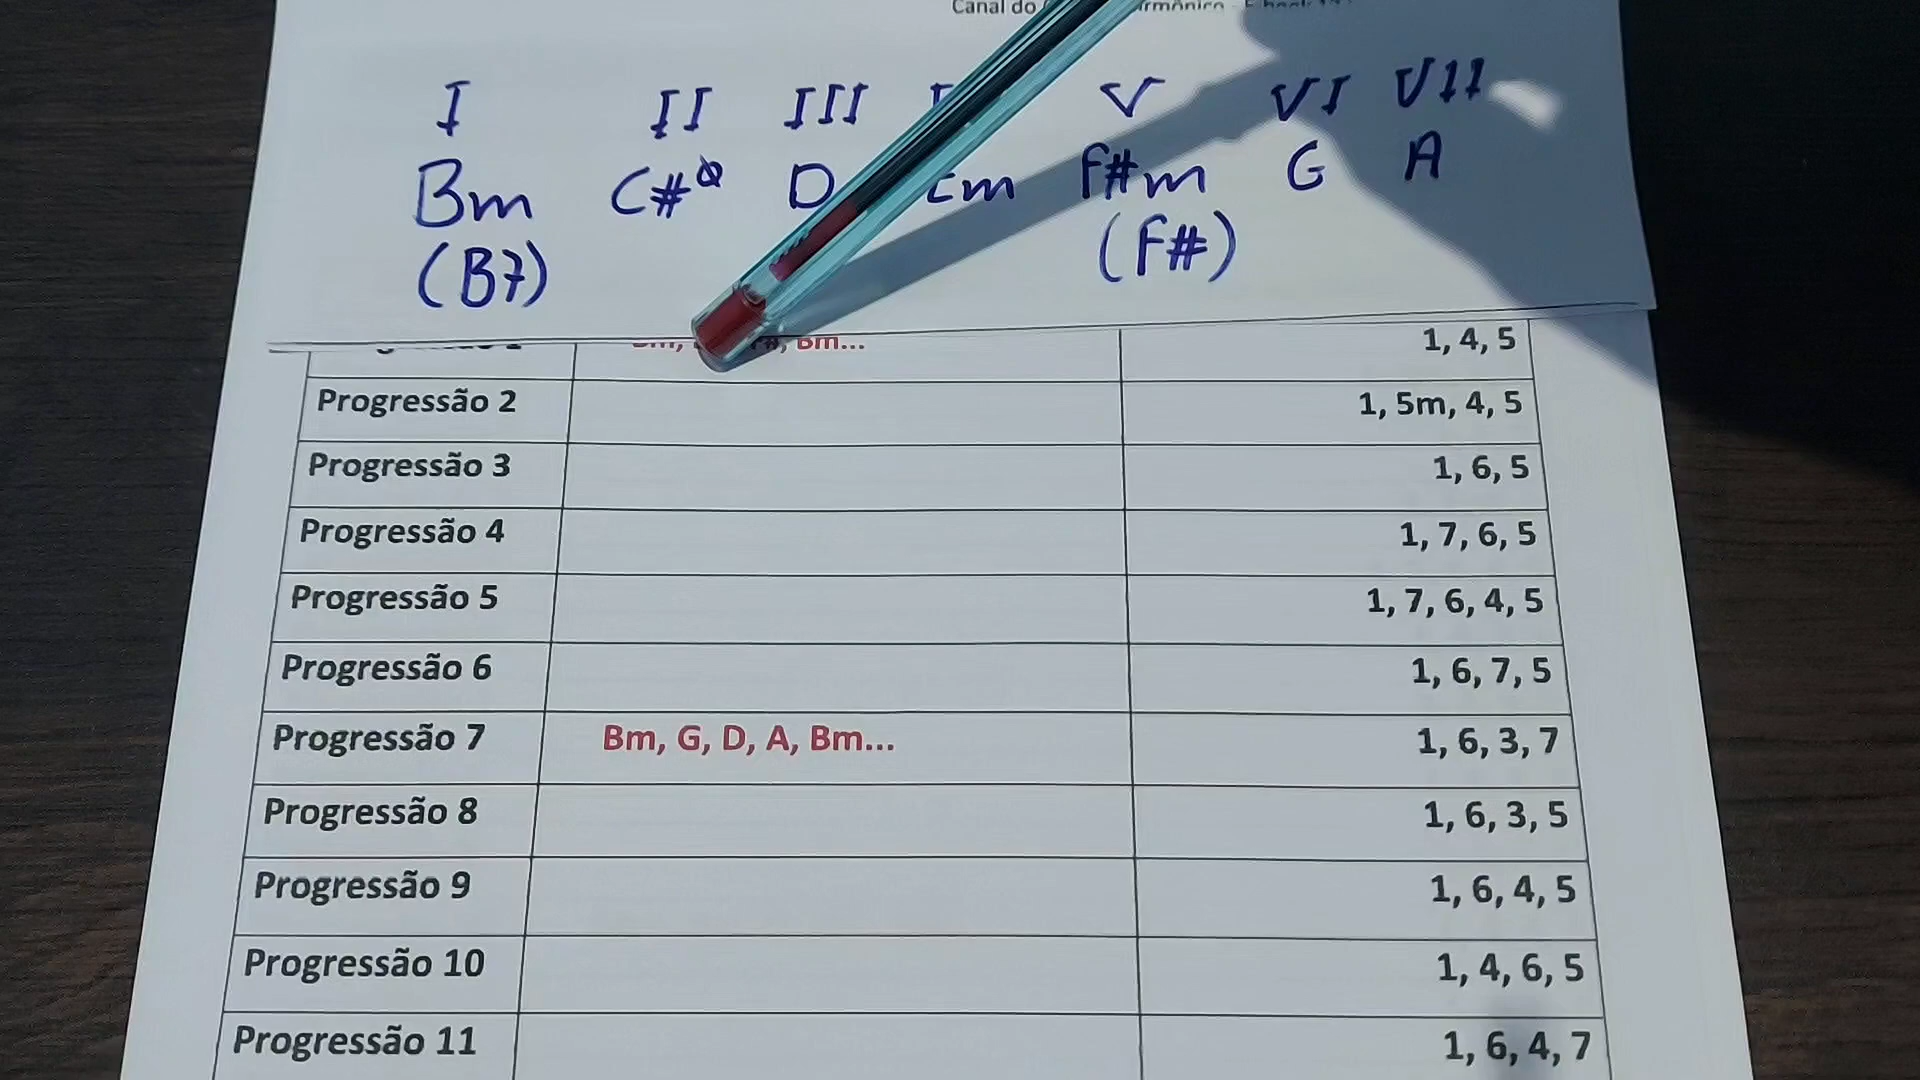 Canal do
I II III V VI VII
Bm C#ø D Em F#m G A
(B7) (F#)
Bm... 1, 4, 5
Progressão 2 1, 5m, 4, 5
Progressão 3 1, 6, 5
Progressão 4 1, 7, 6, 5
Progressão 5 1, 7, 6, 4, 5
Progressão 6 1, 6, 7, 5
Progressão 7 Bm, G, D, A, Bm... 1, 6, 3, 7
Progressão 8 1, 6, 3, 5
Progressão 9 1, 6, 4, 5
Progressão 10 1, 4, 6, 5
Progressão 11 1, 6, 4, 7